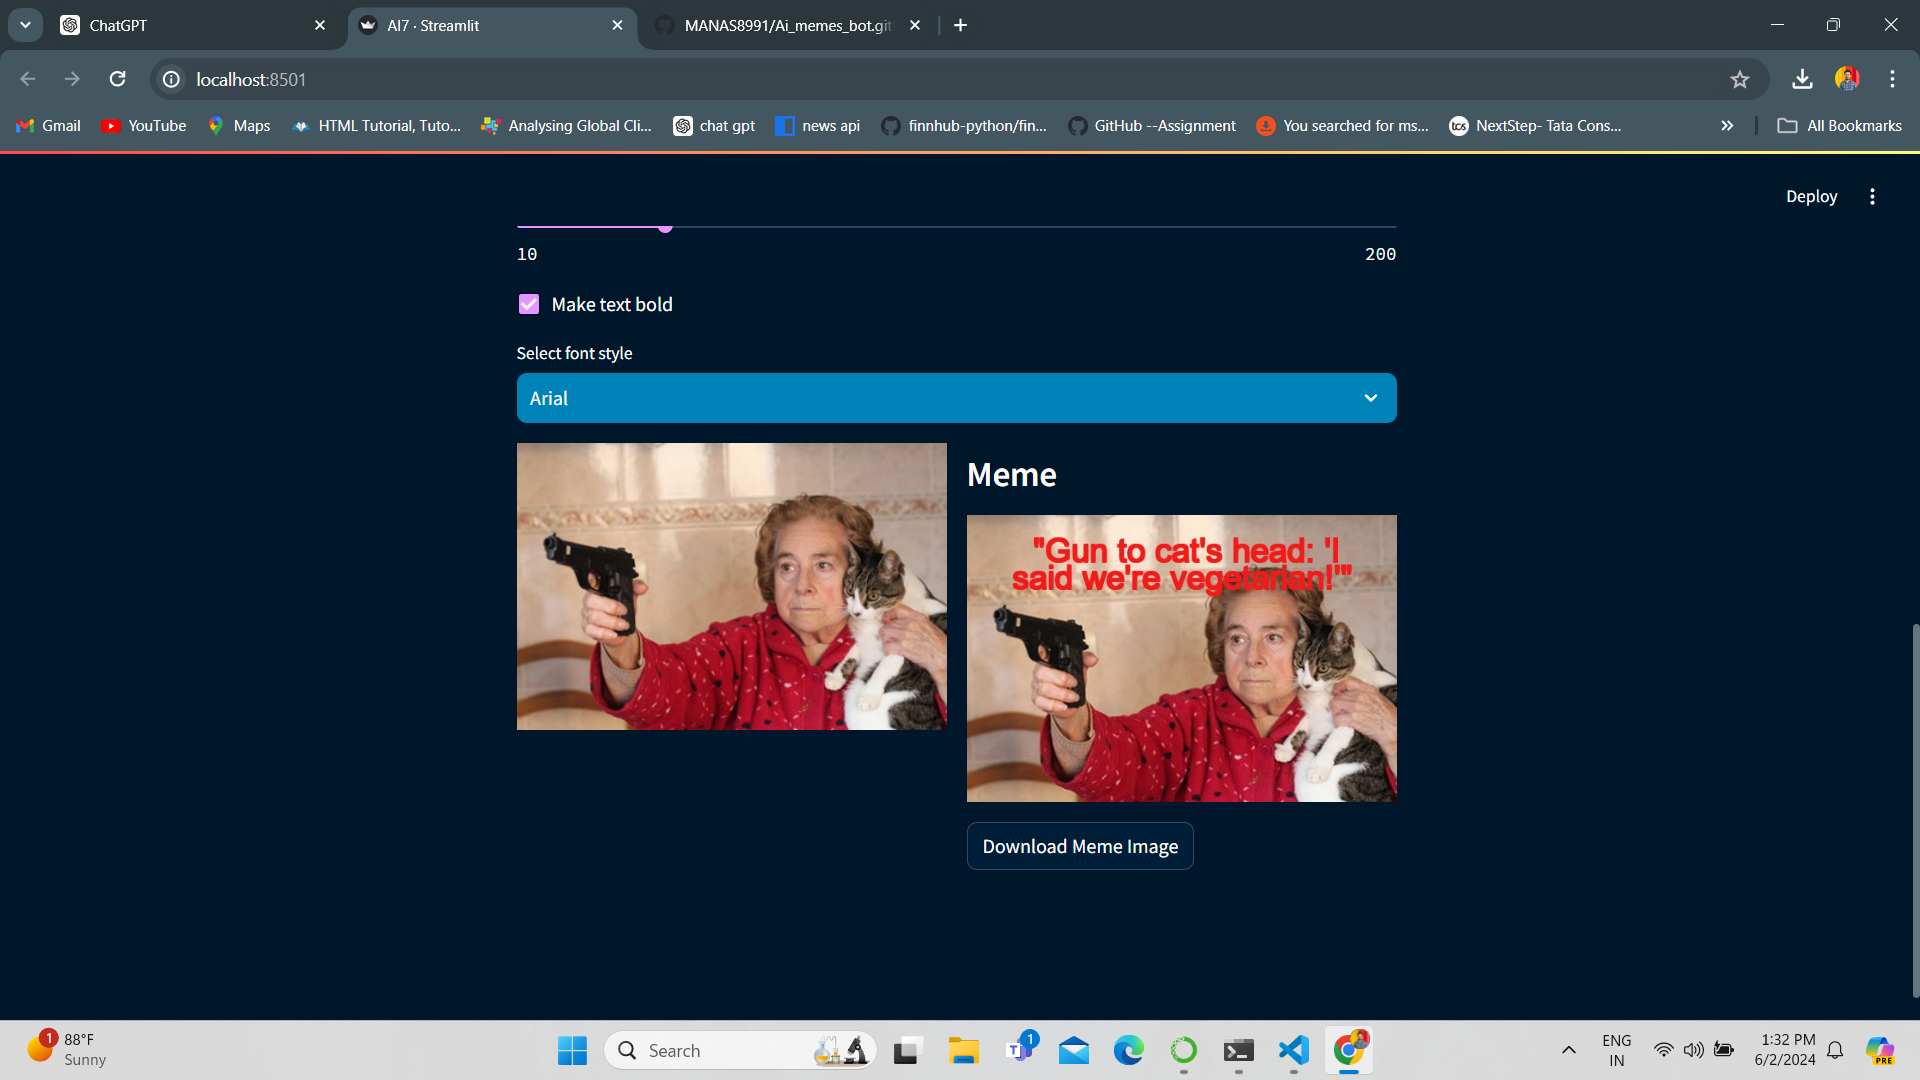 ChatGPT
AI7 · Streamlit
MANAS8991/Ai_memes_bot.git
localhost:8501
Gmail
YouTube
Maps
HTML Tutorial, Tuto...
Analysing Global Cli...
chat gpt
news api
finnhub-python/fin...
GitHub --Assignment
tcs
You searched for ms...
NextStep- Tata Cons...
All Bookmarks
Deploy
10
200
Make text bold
Select font style
Arial
Meme
"Gun to cat's head: 'I
said we're vegetarian!'"
Download Meme Image
1
88°F
Sunny
Search
T
1
PRE
ENG
IN
1:32 PM
6/2/2024